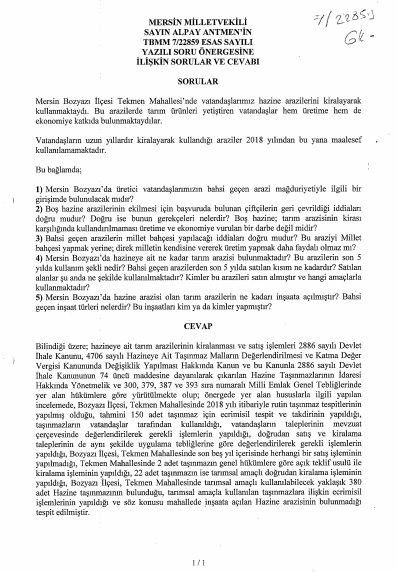 7/22859
MERSİN MİLLETVEKİLİ
SAYIN ALPAY ANTMEN'İN
TBMM 7/22859 ESAS SAYILI
YAZILI SORU ÖNERGESİNE
İLİŞKİN SORULAR VE CEVABI
SORULAR
Mersin Bozyazı İlçesi Tekmen Mahallesi'nde vatandaşlarımız hazine arazilerini kiralayarak
kullanmaktaydı. Bu arazilerde tarım ürünleri yetiştiren vatandaşlar hem üretime hem de
ekonomiye katkıda bulunmaktaydılar.
Vatandaşların uzun yıllardır kiralayarak kullandığı araziler 2018 yılından bu yana maalesef
kullanılamamaktadır.
Bu bağlamda;
1) Mersin Bozyazı'da üretici vatandaşlarımızın bahsi geçen arazi mağduriyetiyle ilgili bir
girişimde bulunulacak mıdır?
2) Boş hazine arazilerinin ekilmesi için başvuruda bulunan çiftçilerin geri çevrildiği iddiaları
doğru mudur? Doğru ise bunun gerekçeleri nelerdir? Boş hazine; tarım arazisinin kirası
karşılığında kullandırılmaması üretime ve ekonomiye vurulan bir darbe değil midir?
3) Bahsi geçen arazilerin millet bahçesi yapılacağı iddiaları doğru mudur? Bu araziyi Millet
bahçesi yapmak yerine; direk milletin kendisine vererek üretim yapmak daha faydalı olmaz mı?
4) Mersin Bozyazı'da hazineye ait ne kadar tarım arazisi bulunmaktadır? Bu arazilerin son 5
yılda kullanım şekli nedir? Bahsi geçen arazilerden son 5 yılda satılan kısım ne kadardır? Satılan
alanlar şu anda ne şekilde kullanılmaktadır? Kimler bu arazileri satın almıştır ve hangi amaçlarla
kullanmaktadır?
5) Mersin Bozyazı'da hazine arazisi olan tarım arazilerin ne kadarı inşaata açılmıştır? Bahsi
geçen inşaat türleri nelerdir? Bu inşaatları kim ya da kimler yapmıştır?
CEVAP
Bilindiği üzere; hazineye ait tarım arazilerinin kiralanması ve satış işlemleri 2886 sayılı Devlet
İhale Kanunu, 4706 sayılı Hazineye Ait Taşınmaz Malların Değerlendirilmesi ve Katma Değer
Vergisi Kanununda Değişiklik Yapılması Hakkında Kanun ve bu Kanunla 2886 sayılı Devlet
İhale Kanununun 74 üncü maddesine dayanılarak çıkarılan Hazine Taşınmazlarının İdaresi
Hakkında Yönetmelik ve 300, 379, 387 ve 393 sıra numaralı Milli Emlak Genel Tebliğlerinde
yer alan hükümlere göre yürütülmekte olup; önergede yer alan hususlarla ilgili yapılan
incelemede, Bozyazı İlçesi, Tekmen Mahallesinde 2018 yılı itibariyle rutin taşınmaz tespitlerinin
yapılmış olduğu, tahmini 150 adet taşınmaz için ecrimisil tespit ve takdirinin yapıldığı,
taşınmazların vatandaşlar tarafından kullanıldığı, vatandaşların taleplerinin mevzuat
çerçevesinde değerlendirilerek gerekli işlemlerin yapıldığı, doğrudan satış ve kiralama
taleplerinin de aynı şekilde uygulama tebliğlerine göre değerlendirilerek gerekli işlemlerin
yapıldığı, Bozyazı İlçesi, Tekmen Mahallesinde son beş yıl içerisinde herhangi bir satış işleminin
yapılmadığı, Tekmen Mahallesinde 2 adet taşınmazın genel hükümlere göre açık teklif usulü ile
kiralama işleminin yapıldığı, 22 adet taşınmazın ise tarımsal amaçlı doğrudan kiralama işleminin
yapıldığı, Bozyazı İlçesi, Tekmen Mahallesinde tarımsal amaçlı kullanılabilecek yaklaşık 380
adet Hazine taşınmazının bulunduğu, tarımsal amaçla kullanılan taşınmazlara ilişkin ecrimisil
işlemlerinin yapıldığı ve söz konusu mahallede inşaata açılan Hazine arazisinin bulunmadığı
tespit edilmiştir.
1 / 1